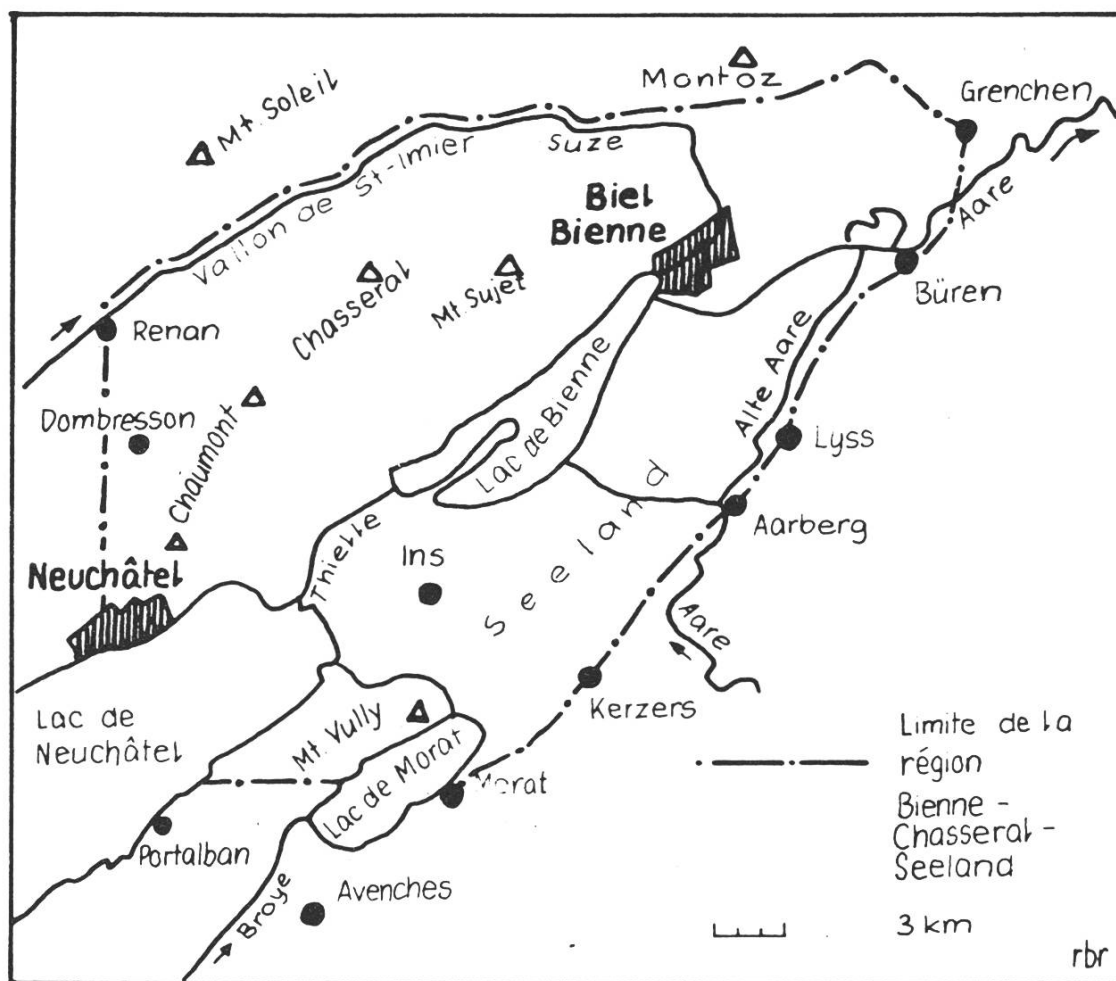 Mt. Soleil
Montoz
Grenchen
Vallon de St-Imier
Suze
Biel
Bienne
Aare
Chasseral
Mt. Sujet
Büren
Renan
Lac de Bienne
Alte Aare
Dombresson
Chaumont
Lyss
Seeland
Aarberg
Thielle
Ins
Neuchâtel
Aare
Kerzers
Lac de
Neuchâtel
Mt. Vully
Lac de Morat
Morat
Limite de la
région
Bienne -
Chasseral -
Seeland
Portalban
Broye
Avenches
3 km
rbr